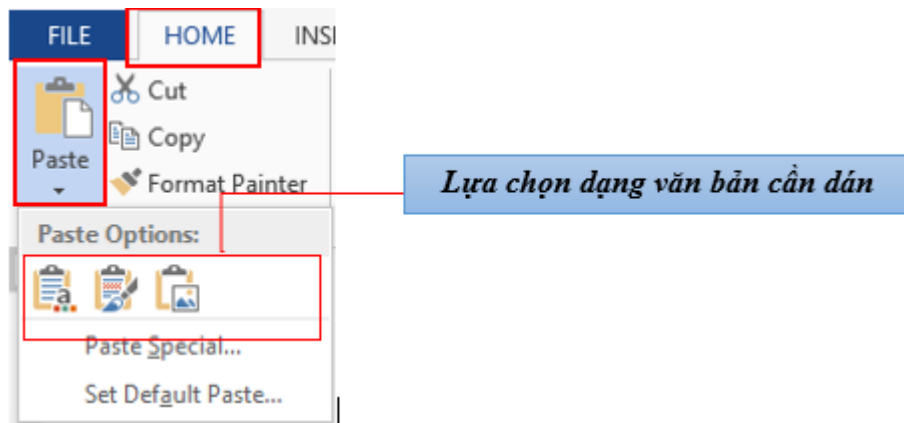 FILE HOME INSI
Cut
Copy
Paste
Format Painter
Lựa chọn dạng văn bản cần dán
Paste Options:
a
Paste Special...
Set Default Paste...